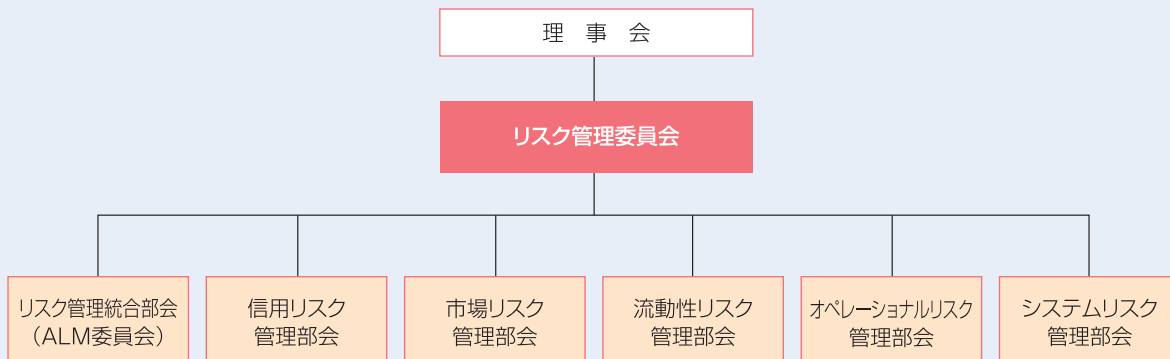 理 事 会
リスク管理委員会
リスク管理統合部会
（ALM委員会）
信用リスク
管理部会
市場リスク
管理部会
流動性リスク
管理部会
オペレーショナルリスク
管理部会
システムリスク
管理部会